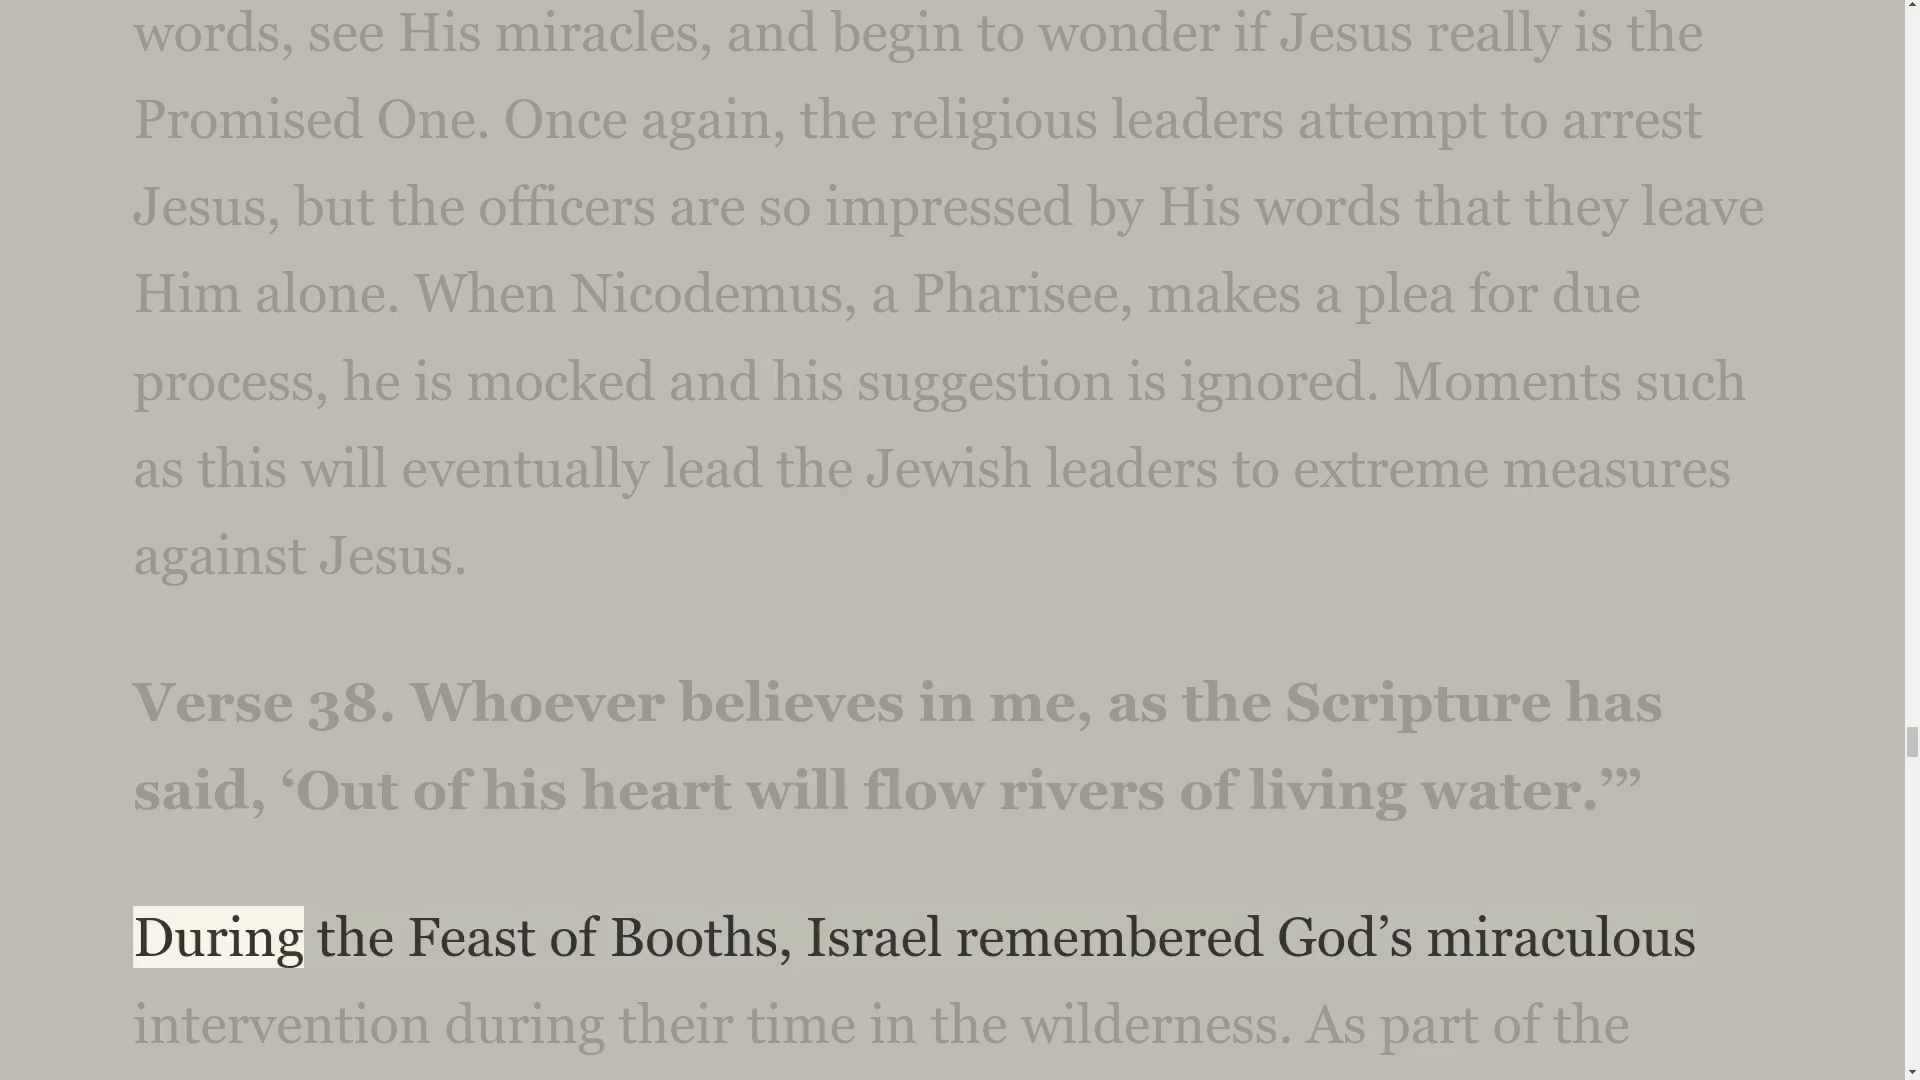 words, see His miracles, and begin to wonder if Jesus really is the
Promised One. Once again, the religious leaders attempt to arrest
Jesus, but the officers are so impressed by His words that they leave
Him alone. When Nicodemus, a Pharisee, makes a plea for due
process, he is mocked and his suggestion is ignored. Moments such
as this will eventually lead the Jewish leaders to extreme measures
against Jesus.
Verse 38. Whoever believes in me, as the Scripture has
said, ‘Out of his heart will flow rivers of living water.’”
During the Feast of Booths, Israel remembered God’s miraculous
intervention during their time in the wilderness. As part of the